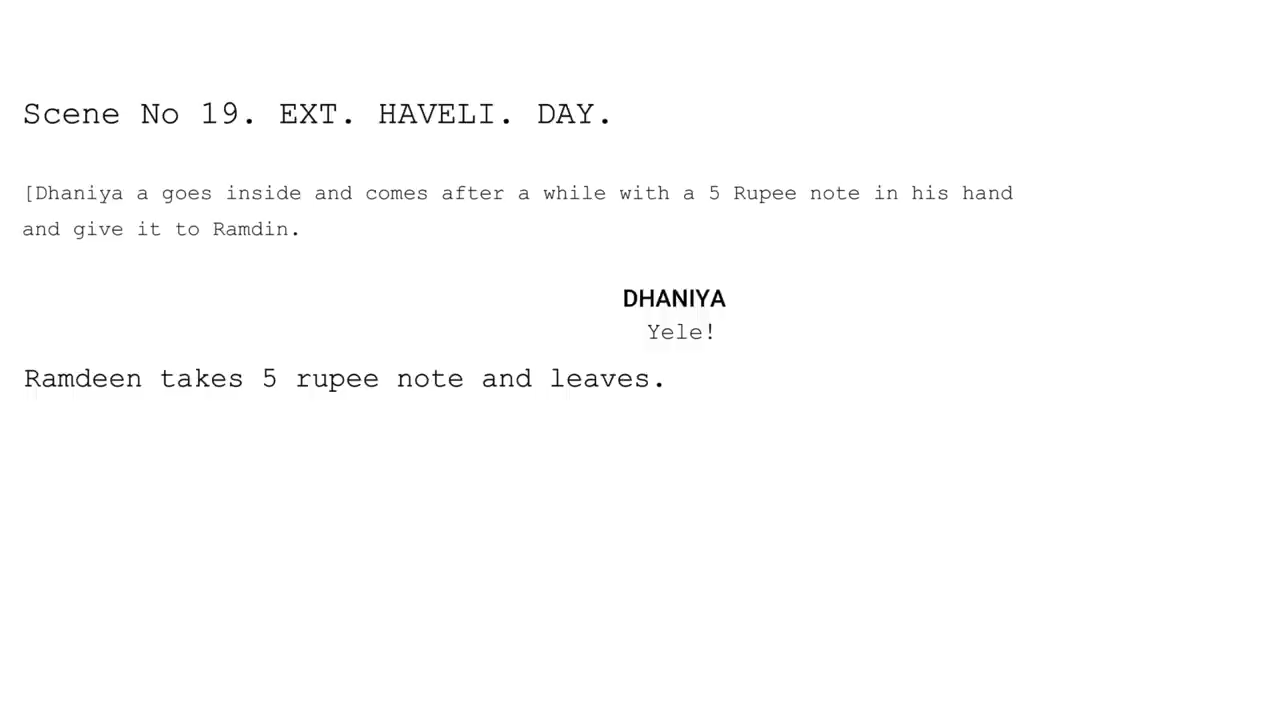 Scene No 19. EXT. HAVELI. DAY.
[Dhaniya a goes inside and comes after a while with a 5 Rupee note in his hand
and give it to Ramdin.
DHANIYA
Yele!
Ramdeen takes 5 rupee note and leaves.